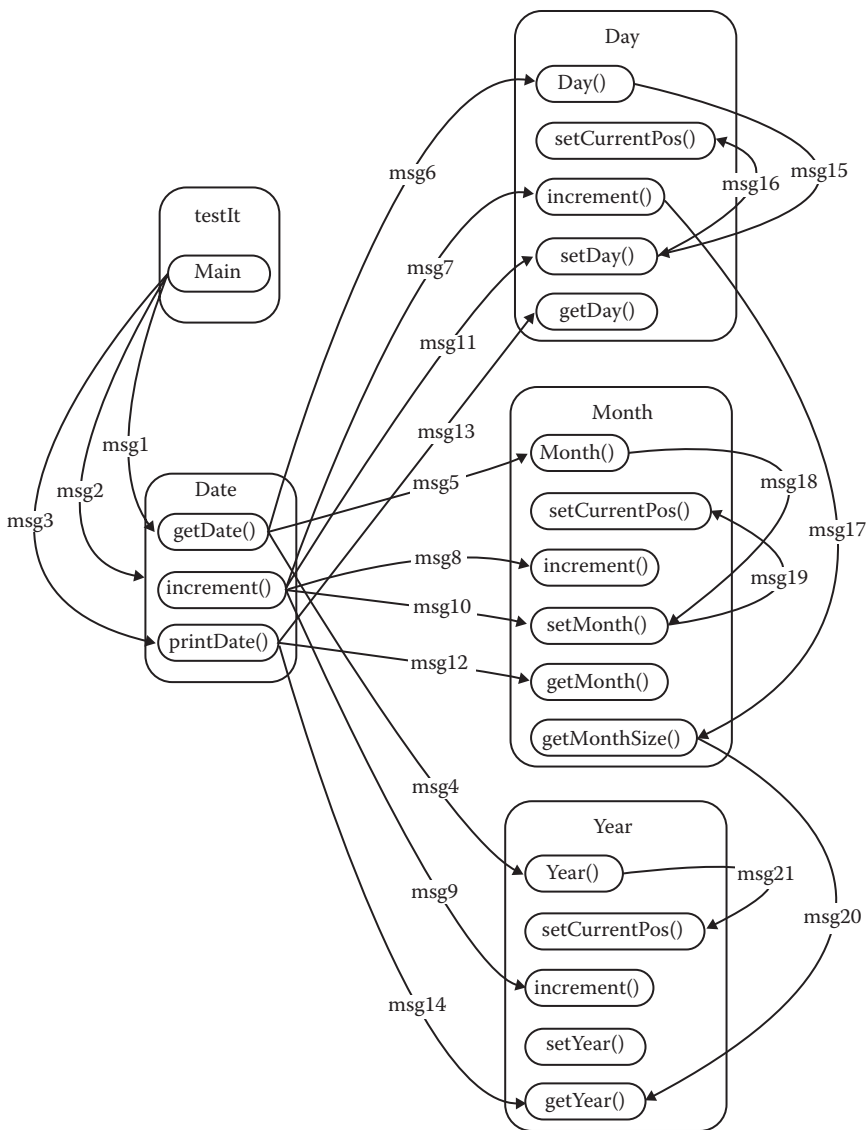 Day
Day()
setCurrentPos()
increment()
setDay()
getDay()
msg6
msg15
msg16
testIt
Main
msg7
msg11
msg13
msg1
msg2
msg3
Date
getDate()
increment()
printDate()
Month
Month()
setCurrentPos()
increment()
setMonth()
getMonth()
getMonthSize()
msg5
msg18
msg17
msg8
msg19
msg10
msg12
msg4
msg9
msg14
Year
Year()
setCurrentPos()
increment()
setYear()
getYear()
msg21
msg20